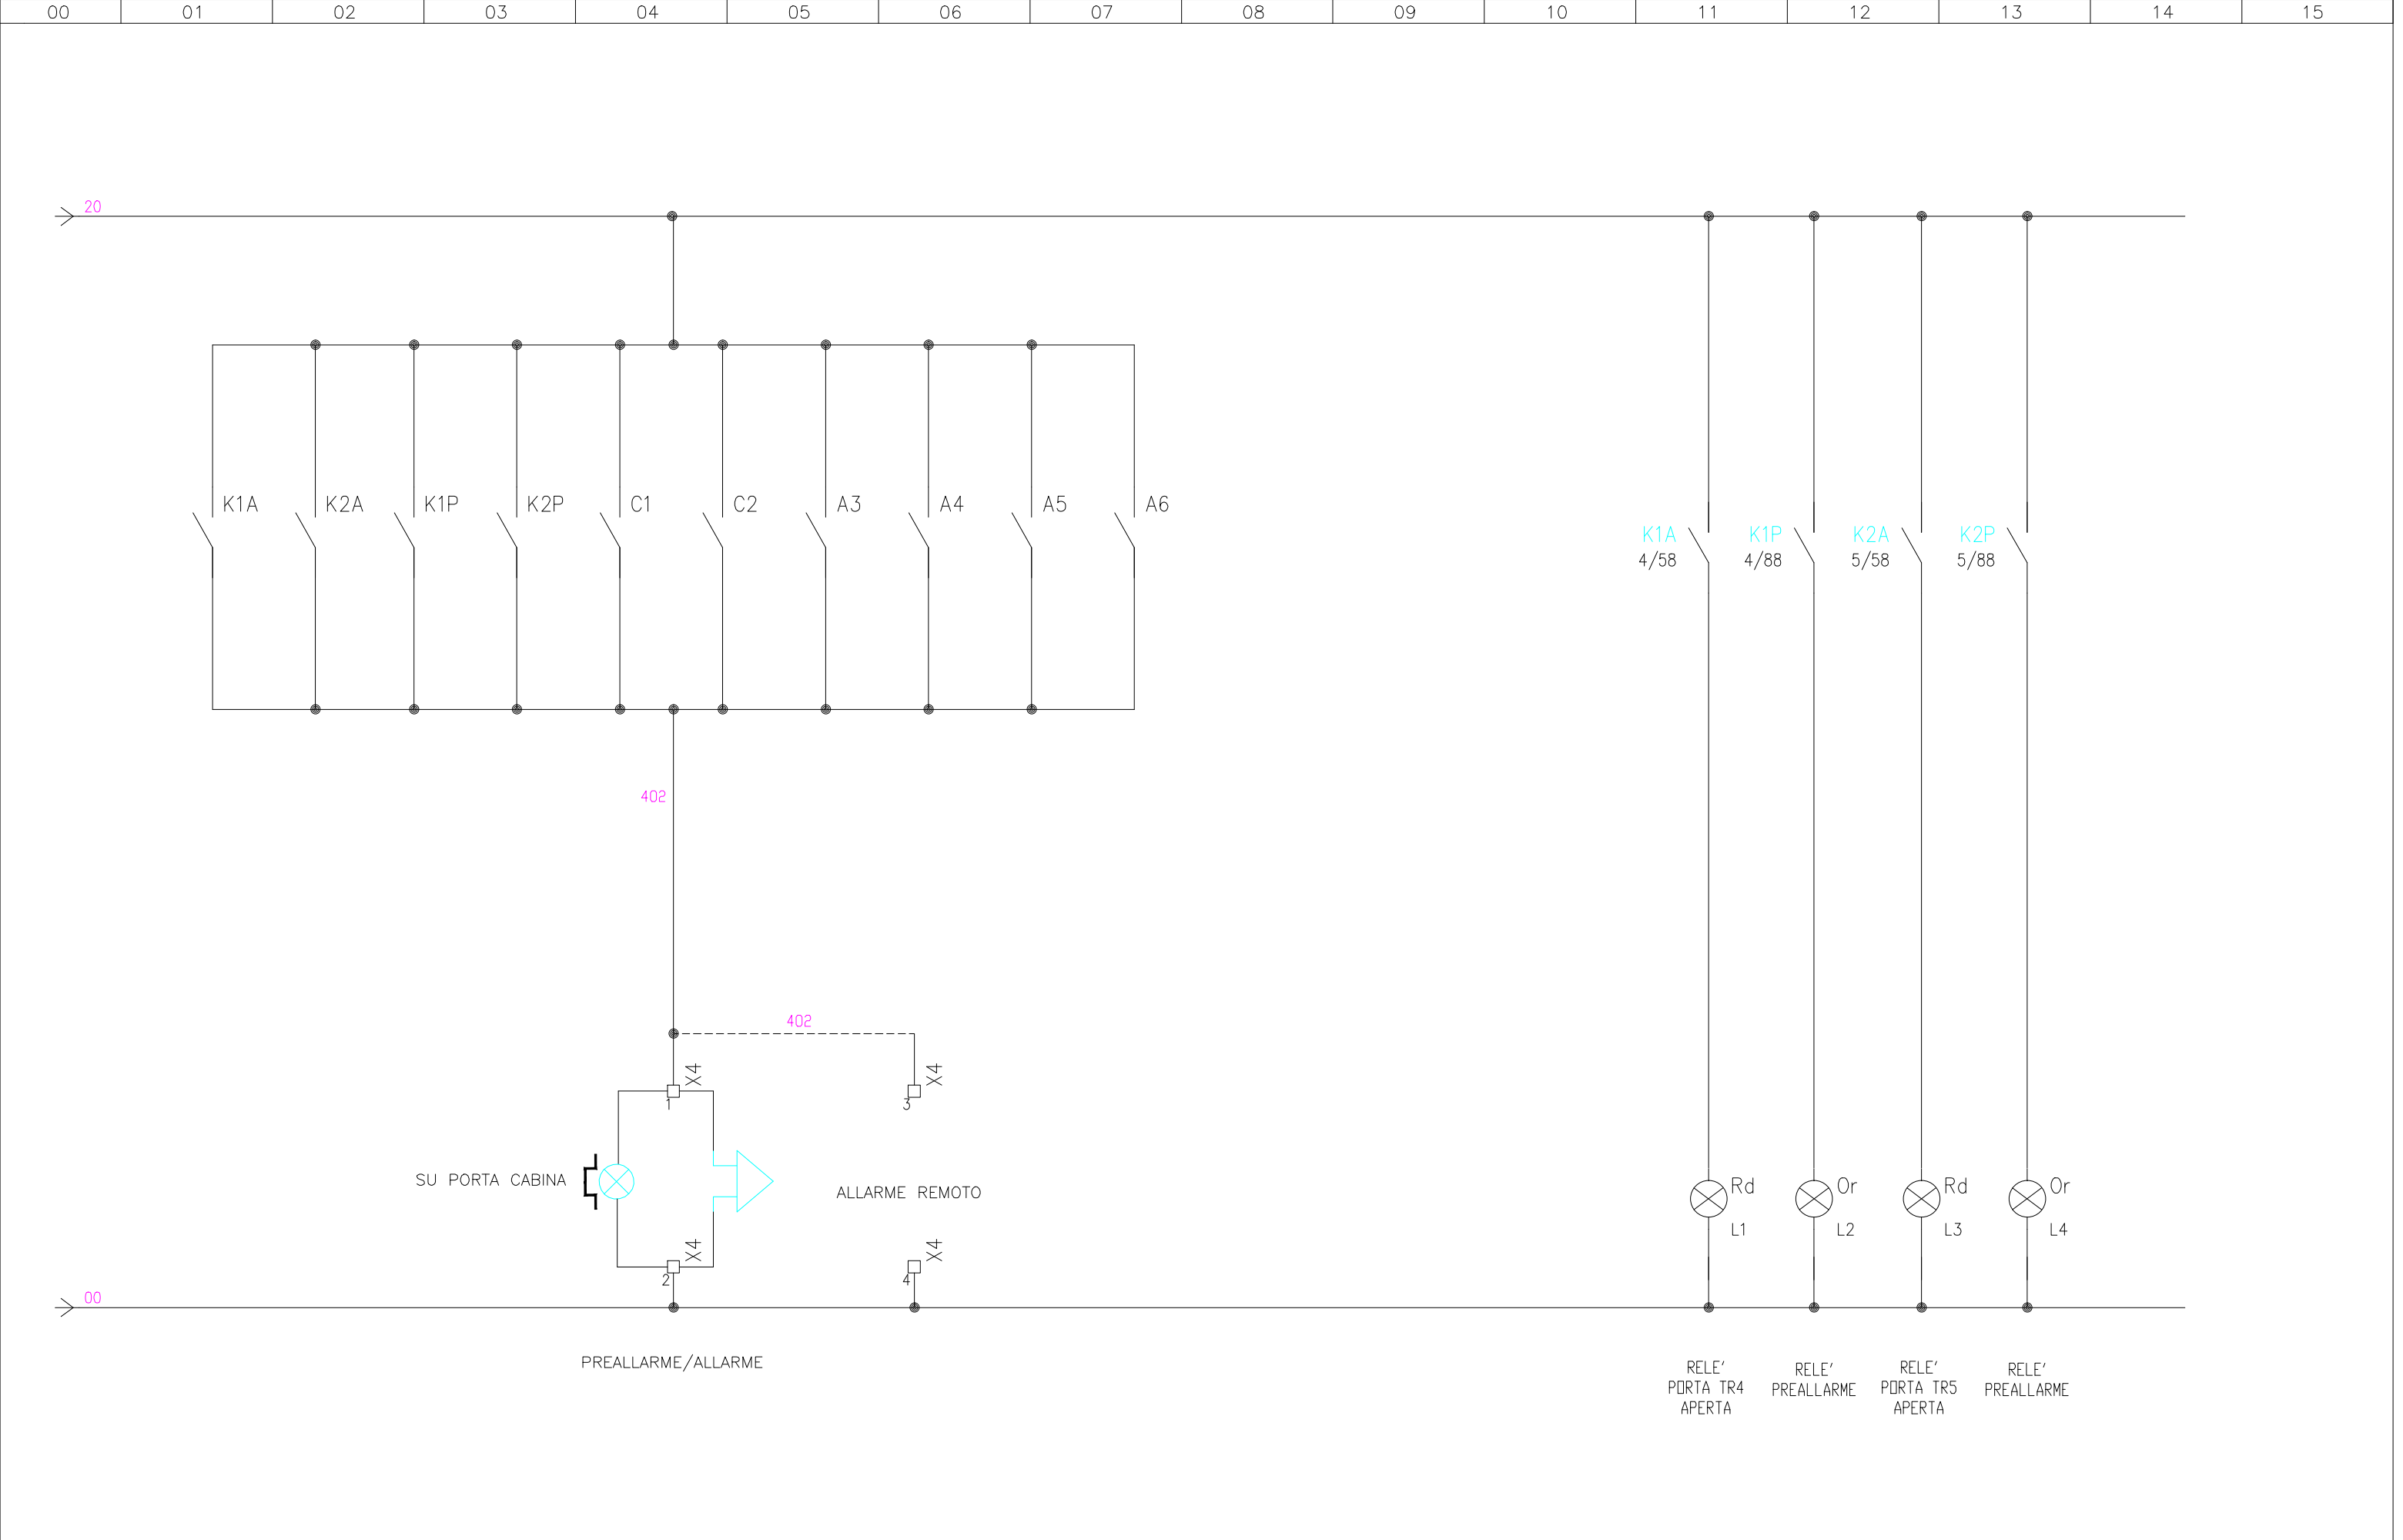 00 01 02 03 04 05 06 07 08 09 10 11 12 13 14 15
20
K1A K2A K1P K2P C1 C2 A3 A4 A5 A6
K1A K1P K2A K2P
4/58 4/88 5/58 5/88
402
402
X4 X4
1 3
SU PORTA CABINA
ALLARME REMOTO
Rd Or Rd Or
L1 L2 L3 L4
X4 X4
2 4
00
PREALLARME/ALLARME
RELE'
PORTA TR4
APERTA
RELE'
PREALLARME
RELE'
PORTA TR5
APERTA
RELE'
PREALLARME